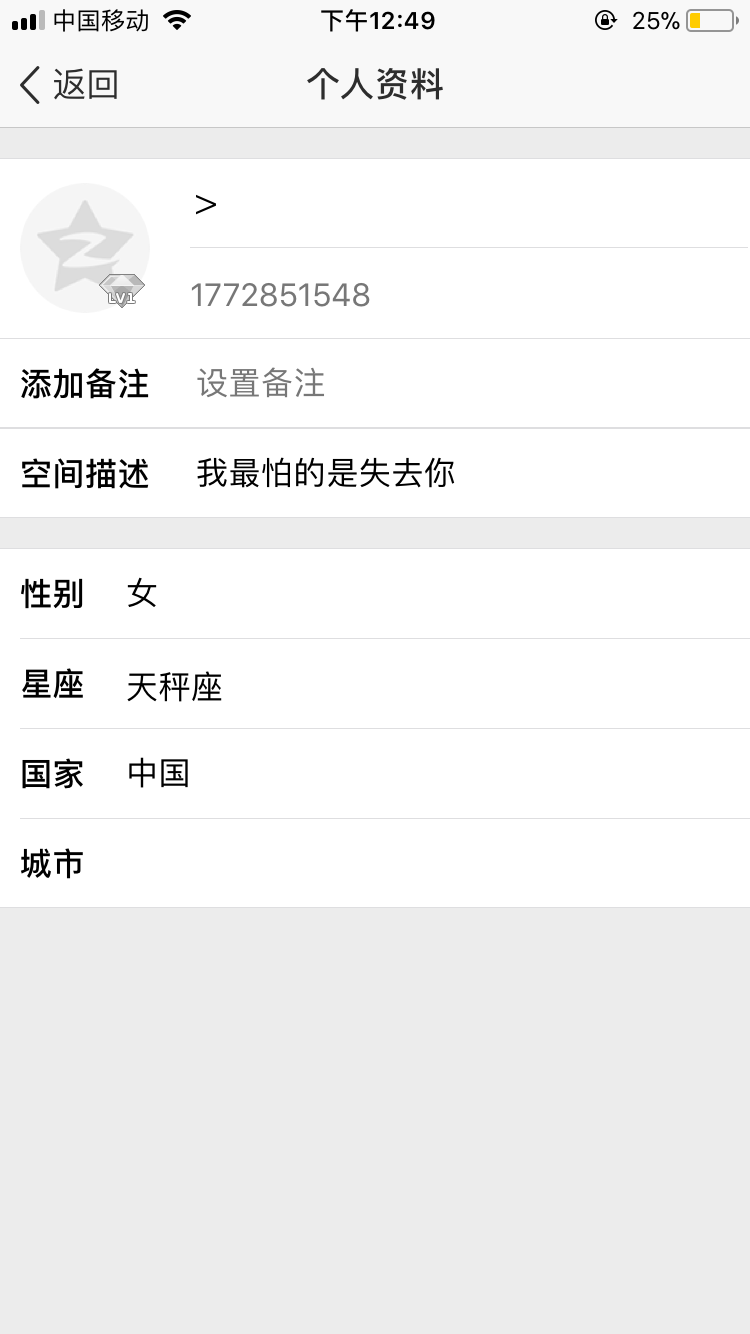 中国移动 下午12:49 25%
返回 个人资料
>
LV1
1772851548
添加备注 设置备注
空间描述 我最怕的是失去你
性别 女
星座 天秤座
国家 中国
城市